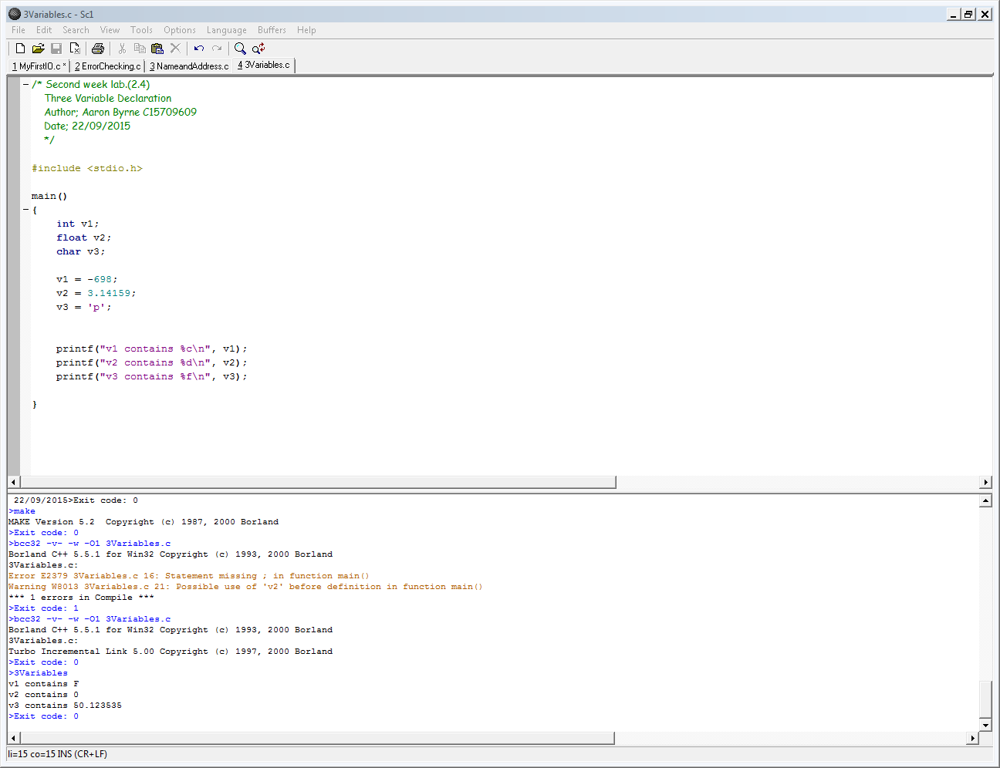 3Variables.c - Sc1
File Edit Search View Tools Options Language Buffers Help
1 MyFirstIO.c * 2 ErrorChecking.c 3 NameandAddress.c 4 3Variables.c
/* Second week lab.(2.4)
Three Variable Declaration
Author; Aaron Byrne C15709609
Date; 22/09/2015
*/
#include <stdio.h>
main()
{
int v1;
float v2;
char v3;
v1 = -698;
v2 = 3.14159;
v3 = 'p';
printf("v1 contains %c\n", v1);
printf("v2 contains %d\n", v2);
printf("v3 contains %f\n", v3);
}
22/09/2015>Exit code: 0
>make
MAKE Version 5.2  Copyright (c) 1987, 2000 Borland
>Exit code: 0
>bcc32 -v- -w -O1 3Variables.c
Borland C++ 5.5.1 for Win32 Copyright (c) 1993, 2000 Borland
3Variables.c:
Error E2379 3Variables.c 16: Statement missing ; in function main()
Warning W8013 3Variables.c 21: Possible use of 'v2' before definition in function main()
*** 1 errors in Compile ***
>Exit code: 1
>bcc32 -v- -w -O1 3Variables.c
Borland C++ 5.5.1 for Win32 Copyright (c) 1993, 2000 Borland
3Variables.c:
Turbo Incremental Link 5.00 Copyright (c) 1997, 2000 Borland
>Exit code: 0
>3Variables
v1 contains F
v2 contains 0
v3 contains 50.123535
>Exit code: 0
li=15 co=15 INS (CR+LF)